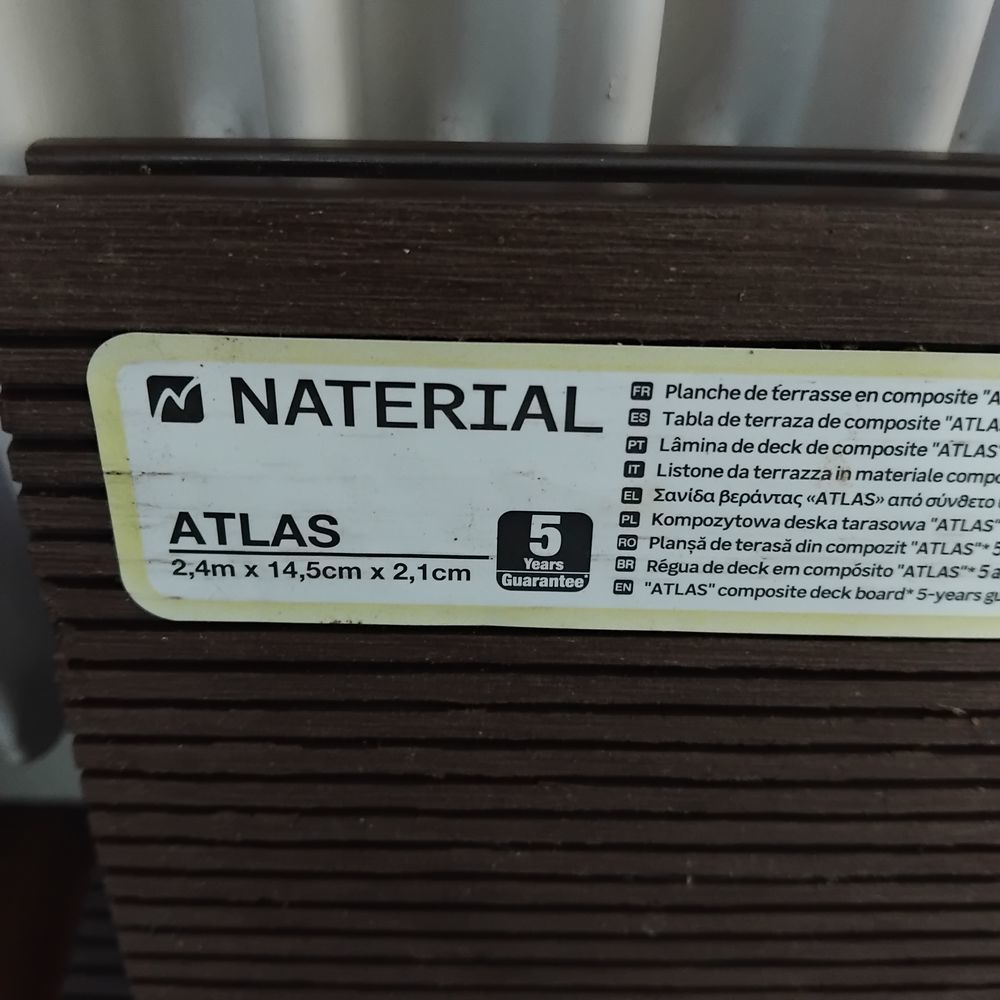 NATERIAL
ATLAS
2,4m x 14,5cm x 2,1cm
5
Years
Guarantee*
FR Planche de terrasse en composite "A
ES Tabla de terraza de composite "ATLA
PT Lâmina de deck de composite "ATLAS"
IT Listone da terrazza in materiale compo
EL Σανίδα βεράντας «ATLAS» από σύνθετο
PL Kompozytowa deska tarasowa "ATLAS"
RO Planșă de terasă din compozit "ATLAS"* 5
BR Régua de deck em compósito "ATLAS"* 5 a
EN "ATLAS" composite deck board* 5-years gu